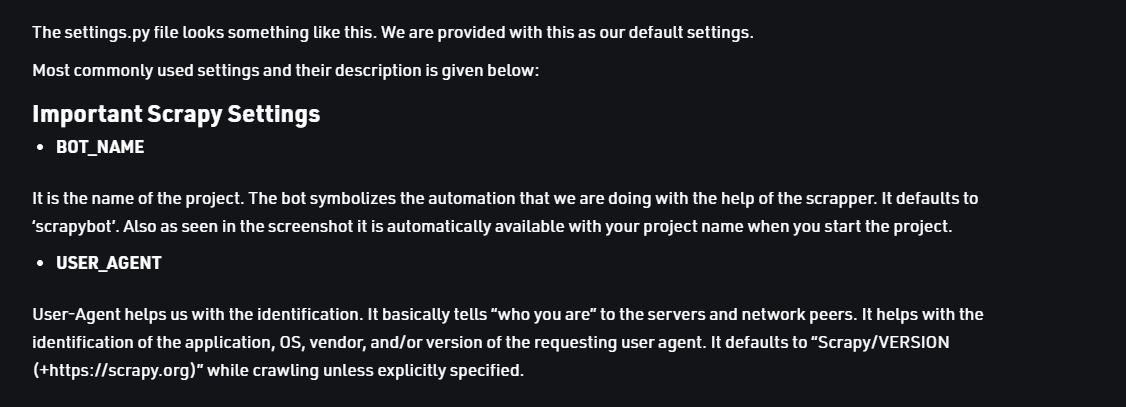 The settings.py file looks something like this. We are provided with this as our default settings.
Most commonly used settings and their description is given below:
Important Scrapy Settings
• BOT_NAME
It is the name of the project. The bot symbolizes the automation that we are doing with the help of the scrapper. It defaults to
‘scrapybot’. Also as seen in the screenshot it is automatically available with your project name when you start the project.
• USER_AGENT
User-Agent helps us with the identification. It basically tells “who you are” to the servers and network peers. It helps with the
identification of the application, OS, vendor, and/or version of the requesting user agent. It defaults to “Scrapy/VERSION
(+https://scrapy.org)” while crawling unless explicitly specified.